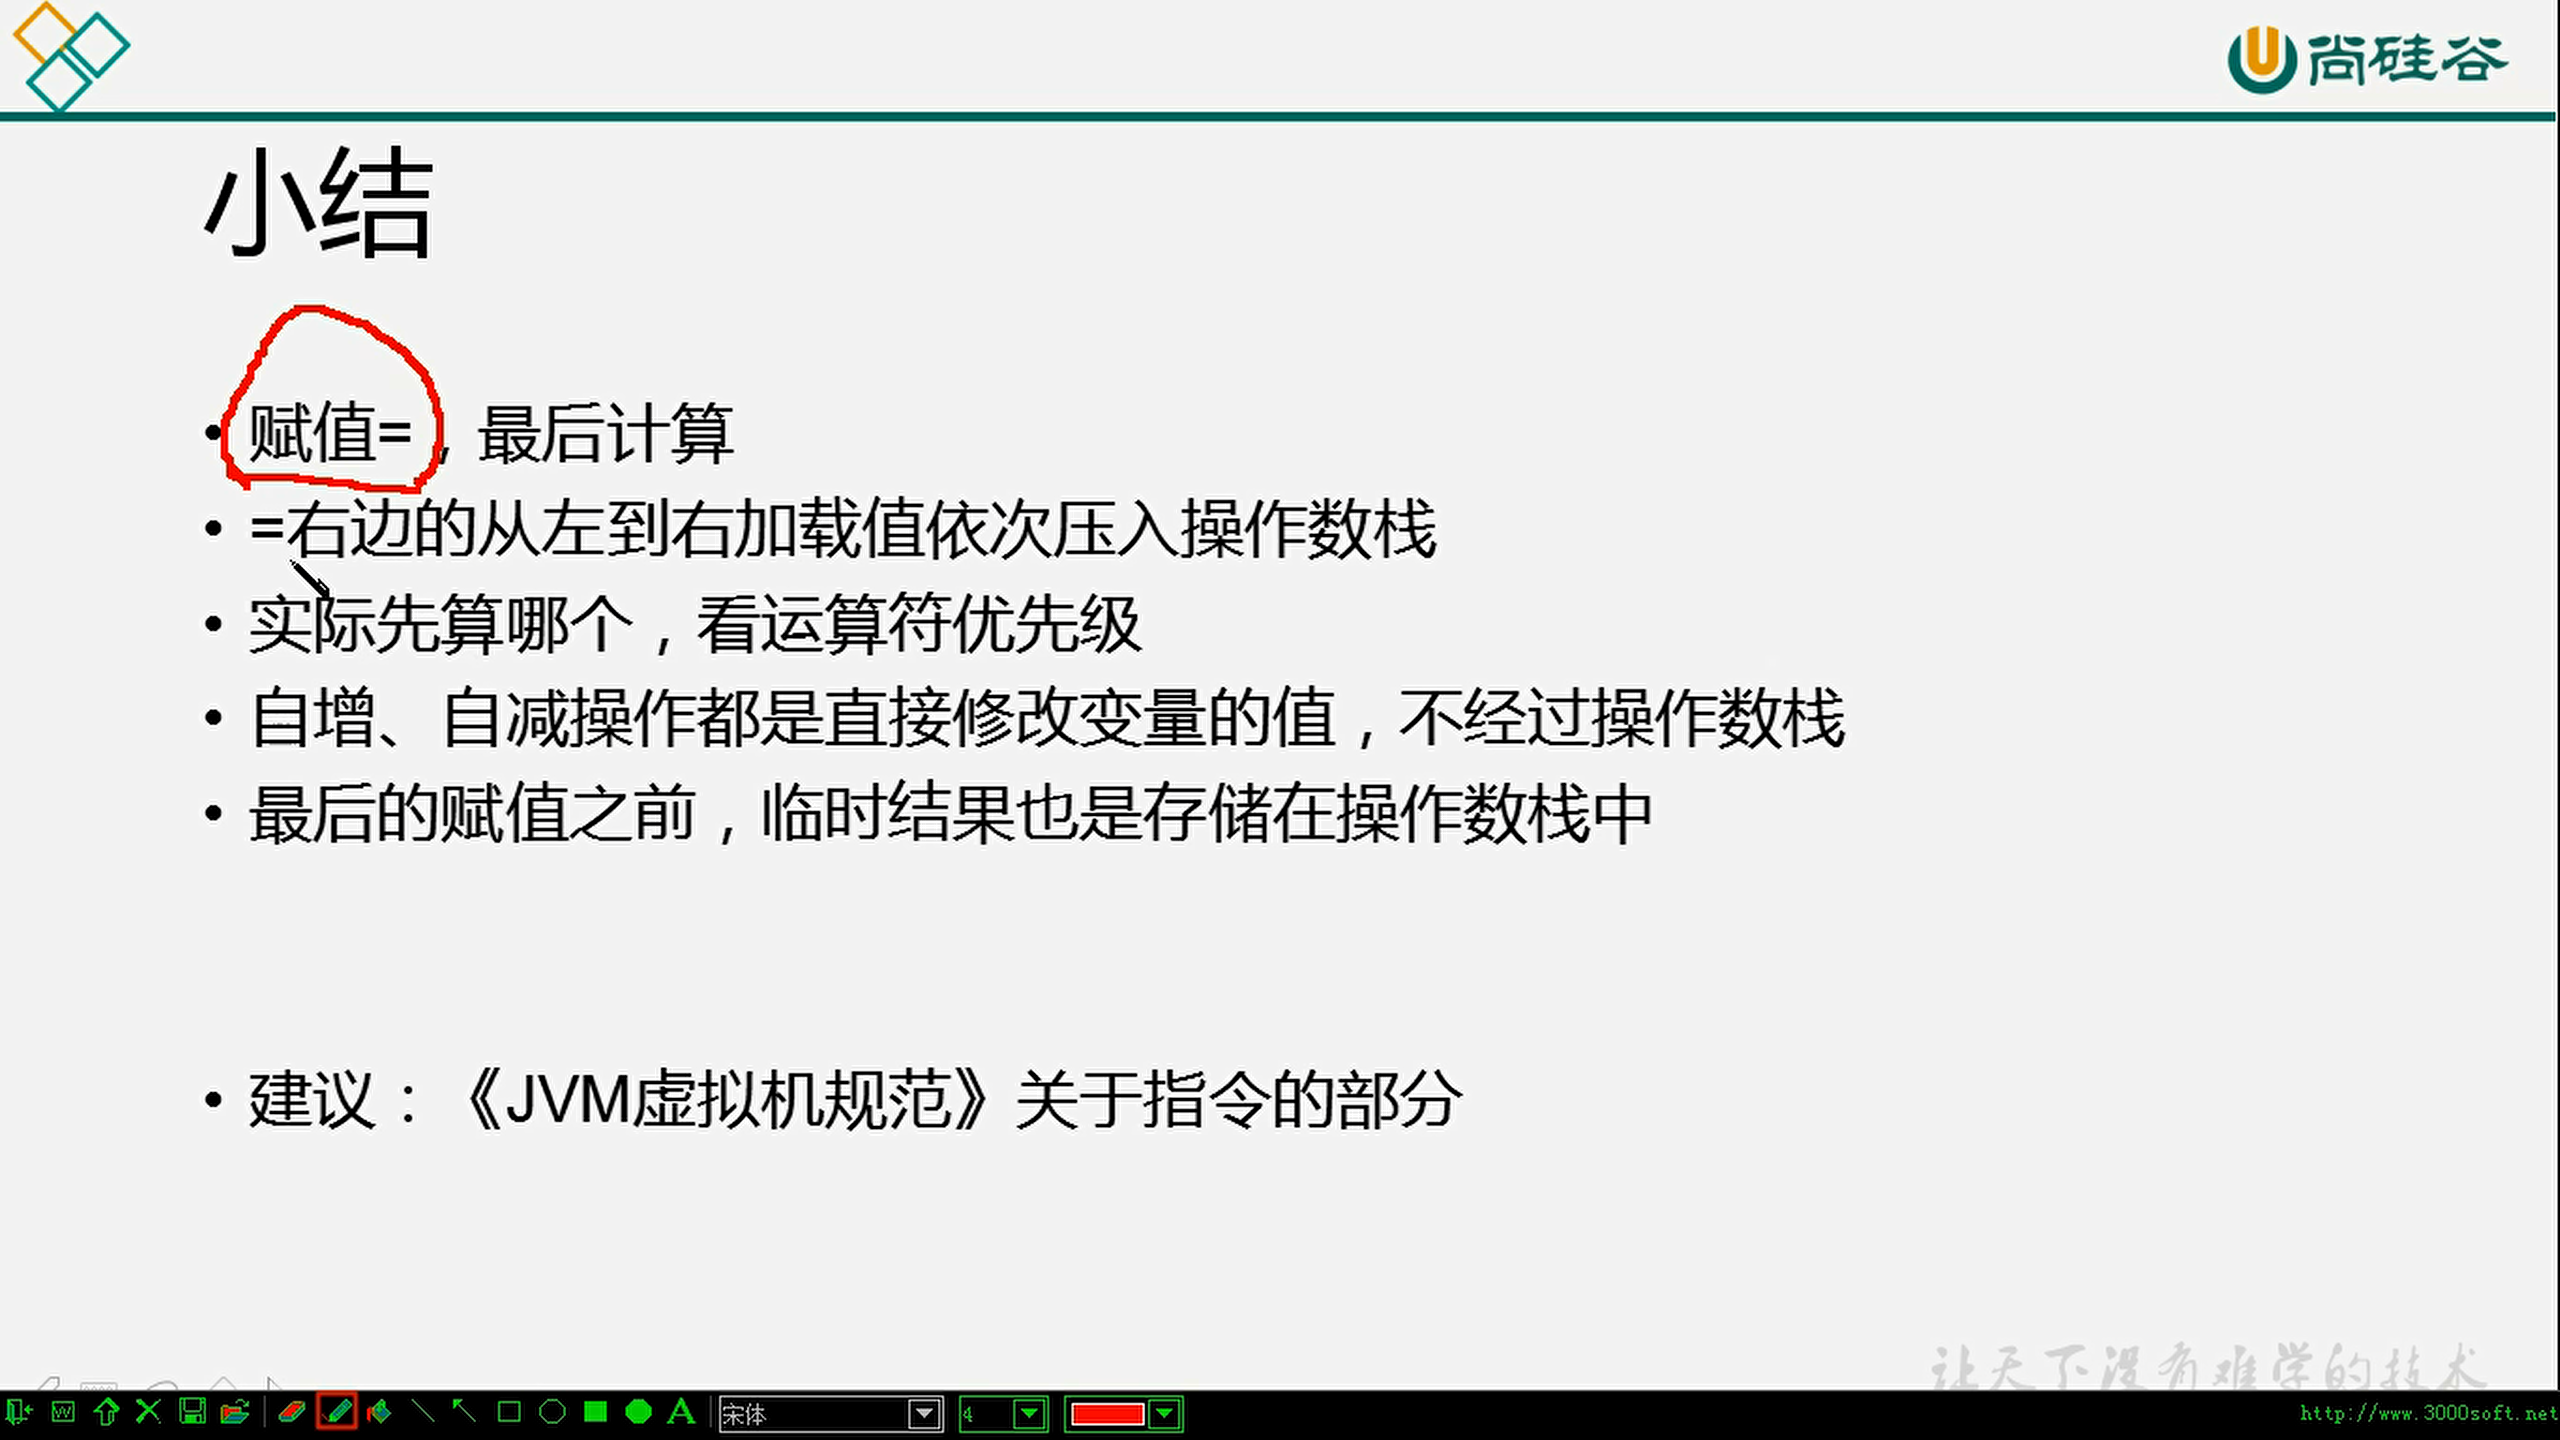 尚硅谷
小结
• 赋值=，最后计算
• =右边的从左到右加载值依次压入操作数栈
• 实际先算哪个，看运算符优先级
• 自增、自减操作都是直接修改变量的值，不经过操作数栈
• 最后的赋值之前，临时结果也是存储在操作数栈中
• 建议：《JVM虚拟机规范》关于指令的部分
让天下没有难学的技术
宋体 4
http://www.3000soft.net